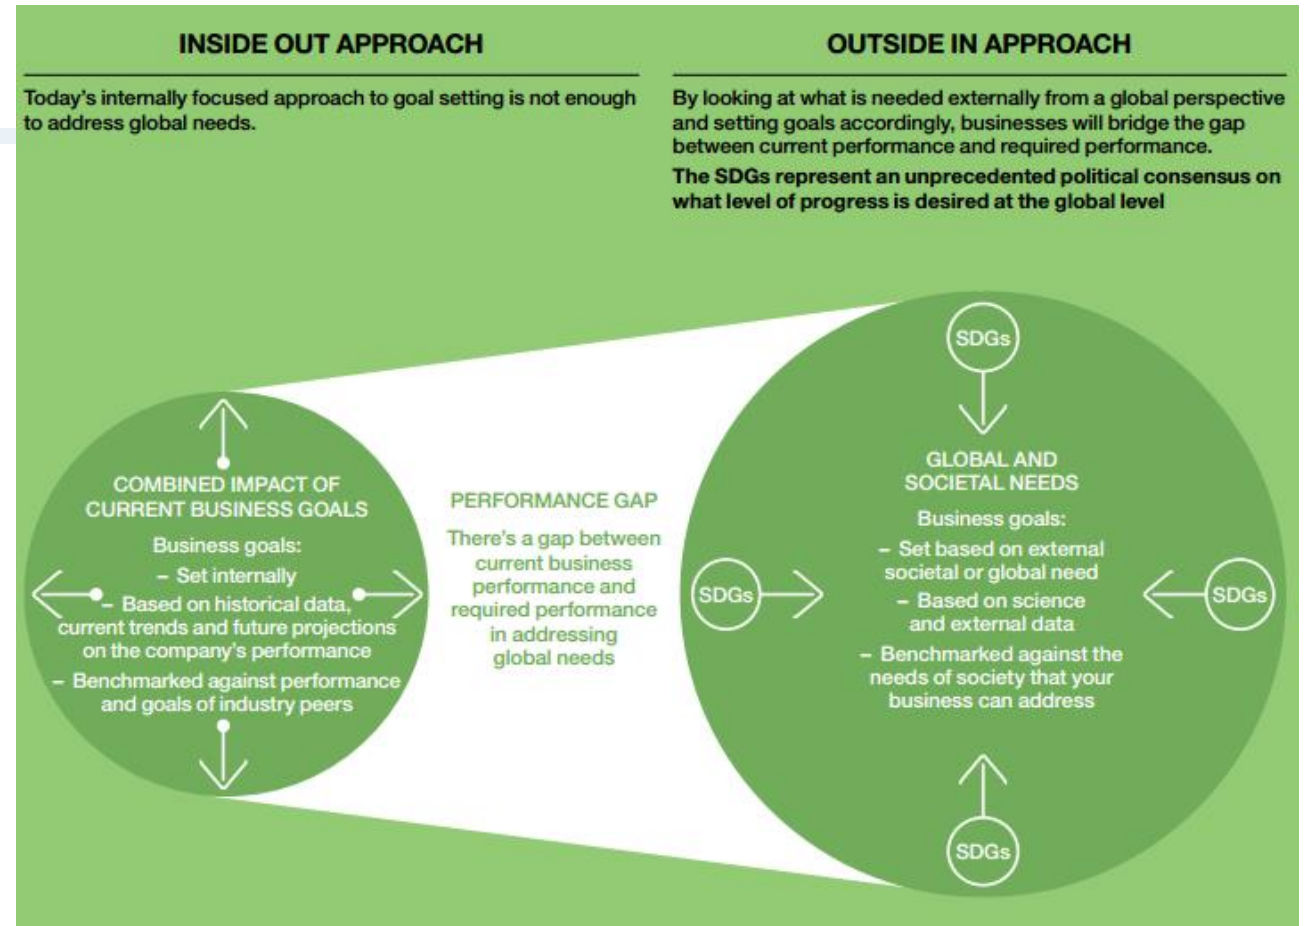 INSIDE OUT APPROACH
Today's internally focused approach to goal setting is not enough
to address global needs.
OUTSIDE IN APPROACH
By looking at what is needed externally from a global perspective
and setting goals accordingly, businesses will bridge the gap
between current performance and required performance.
The SDGs represent an unprecedented political consensus on
what level of progress is desired at the global level
COMBINED IMPACT OF
CURRENT BUSINESS GOALS
Business goals:
– Set internally
– Based on historical data,
current trends and future projections
on the company's performance
– Benchmarked against performance
and goals of industry peers
PERFORMANCE GAP
There's a gap between
current business
performance and
required performance
in addressing
global needs
SDGs
GLOBAL AND
SOCIETAL NEEDS
Business goals:
– Set based on external
societal or global need
– Based on science
and external data
– Benchmarked against the
needs of society that your
business can address
SDGs
SDGs
SDGs